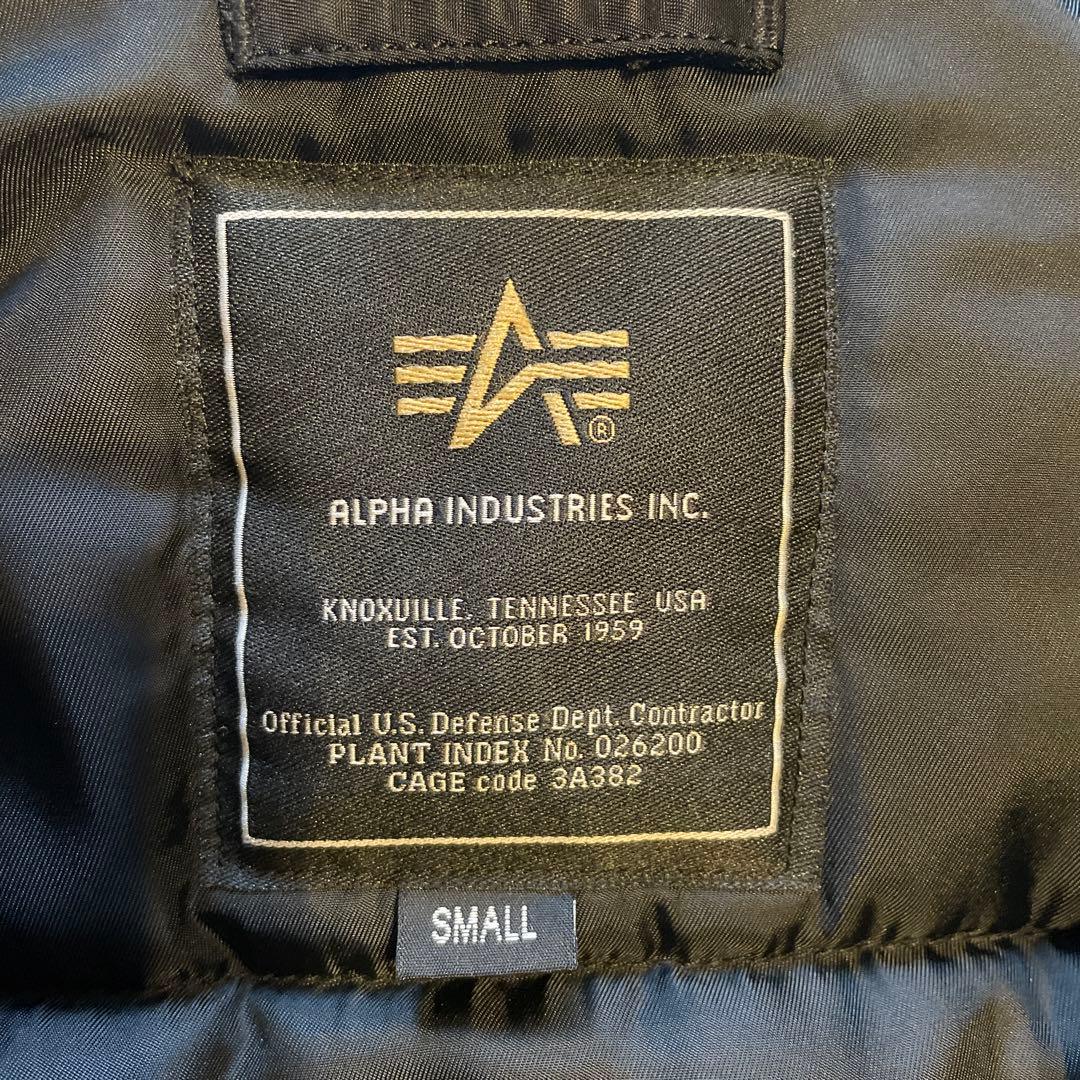 ®
ALPHA INDUSTRIES INC.
KNOXVILLE, TENNESSEE USA
EST. OCTOBER 1959
Official U.S. Defense Dept. Contractor
PLANT INDEX No. 026200
CAGE code 3A382
SMALL